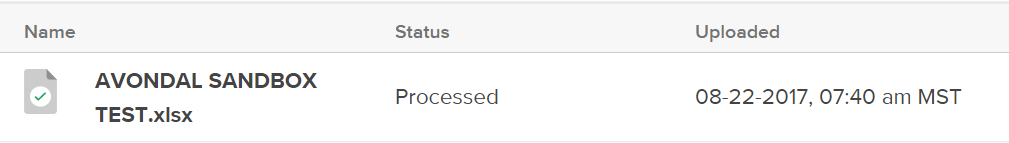 Name Status Uploaded
AVONDAL SANDBOX
TEST.xlsx
Processed
08-22-2017, 07:40 am MST